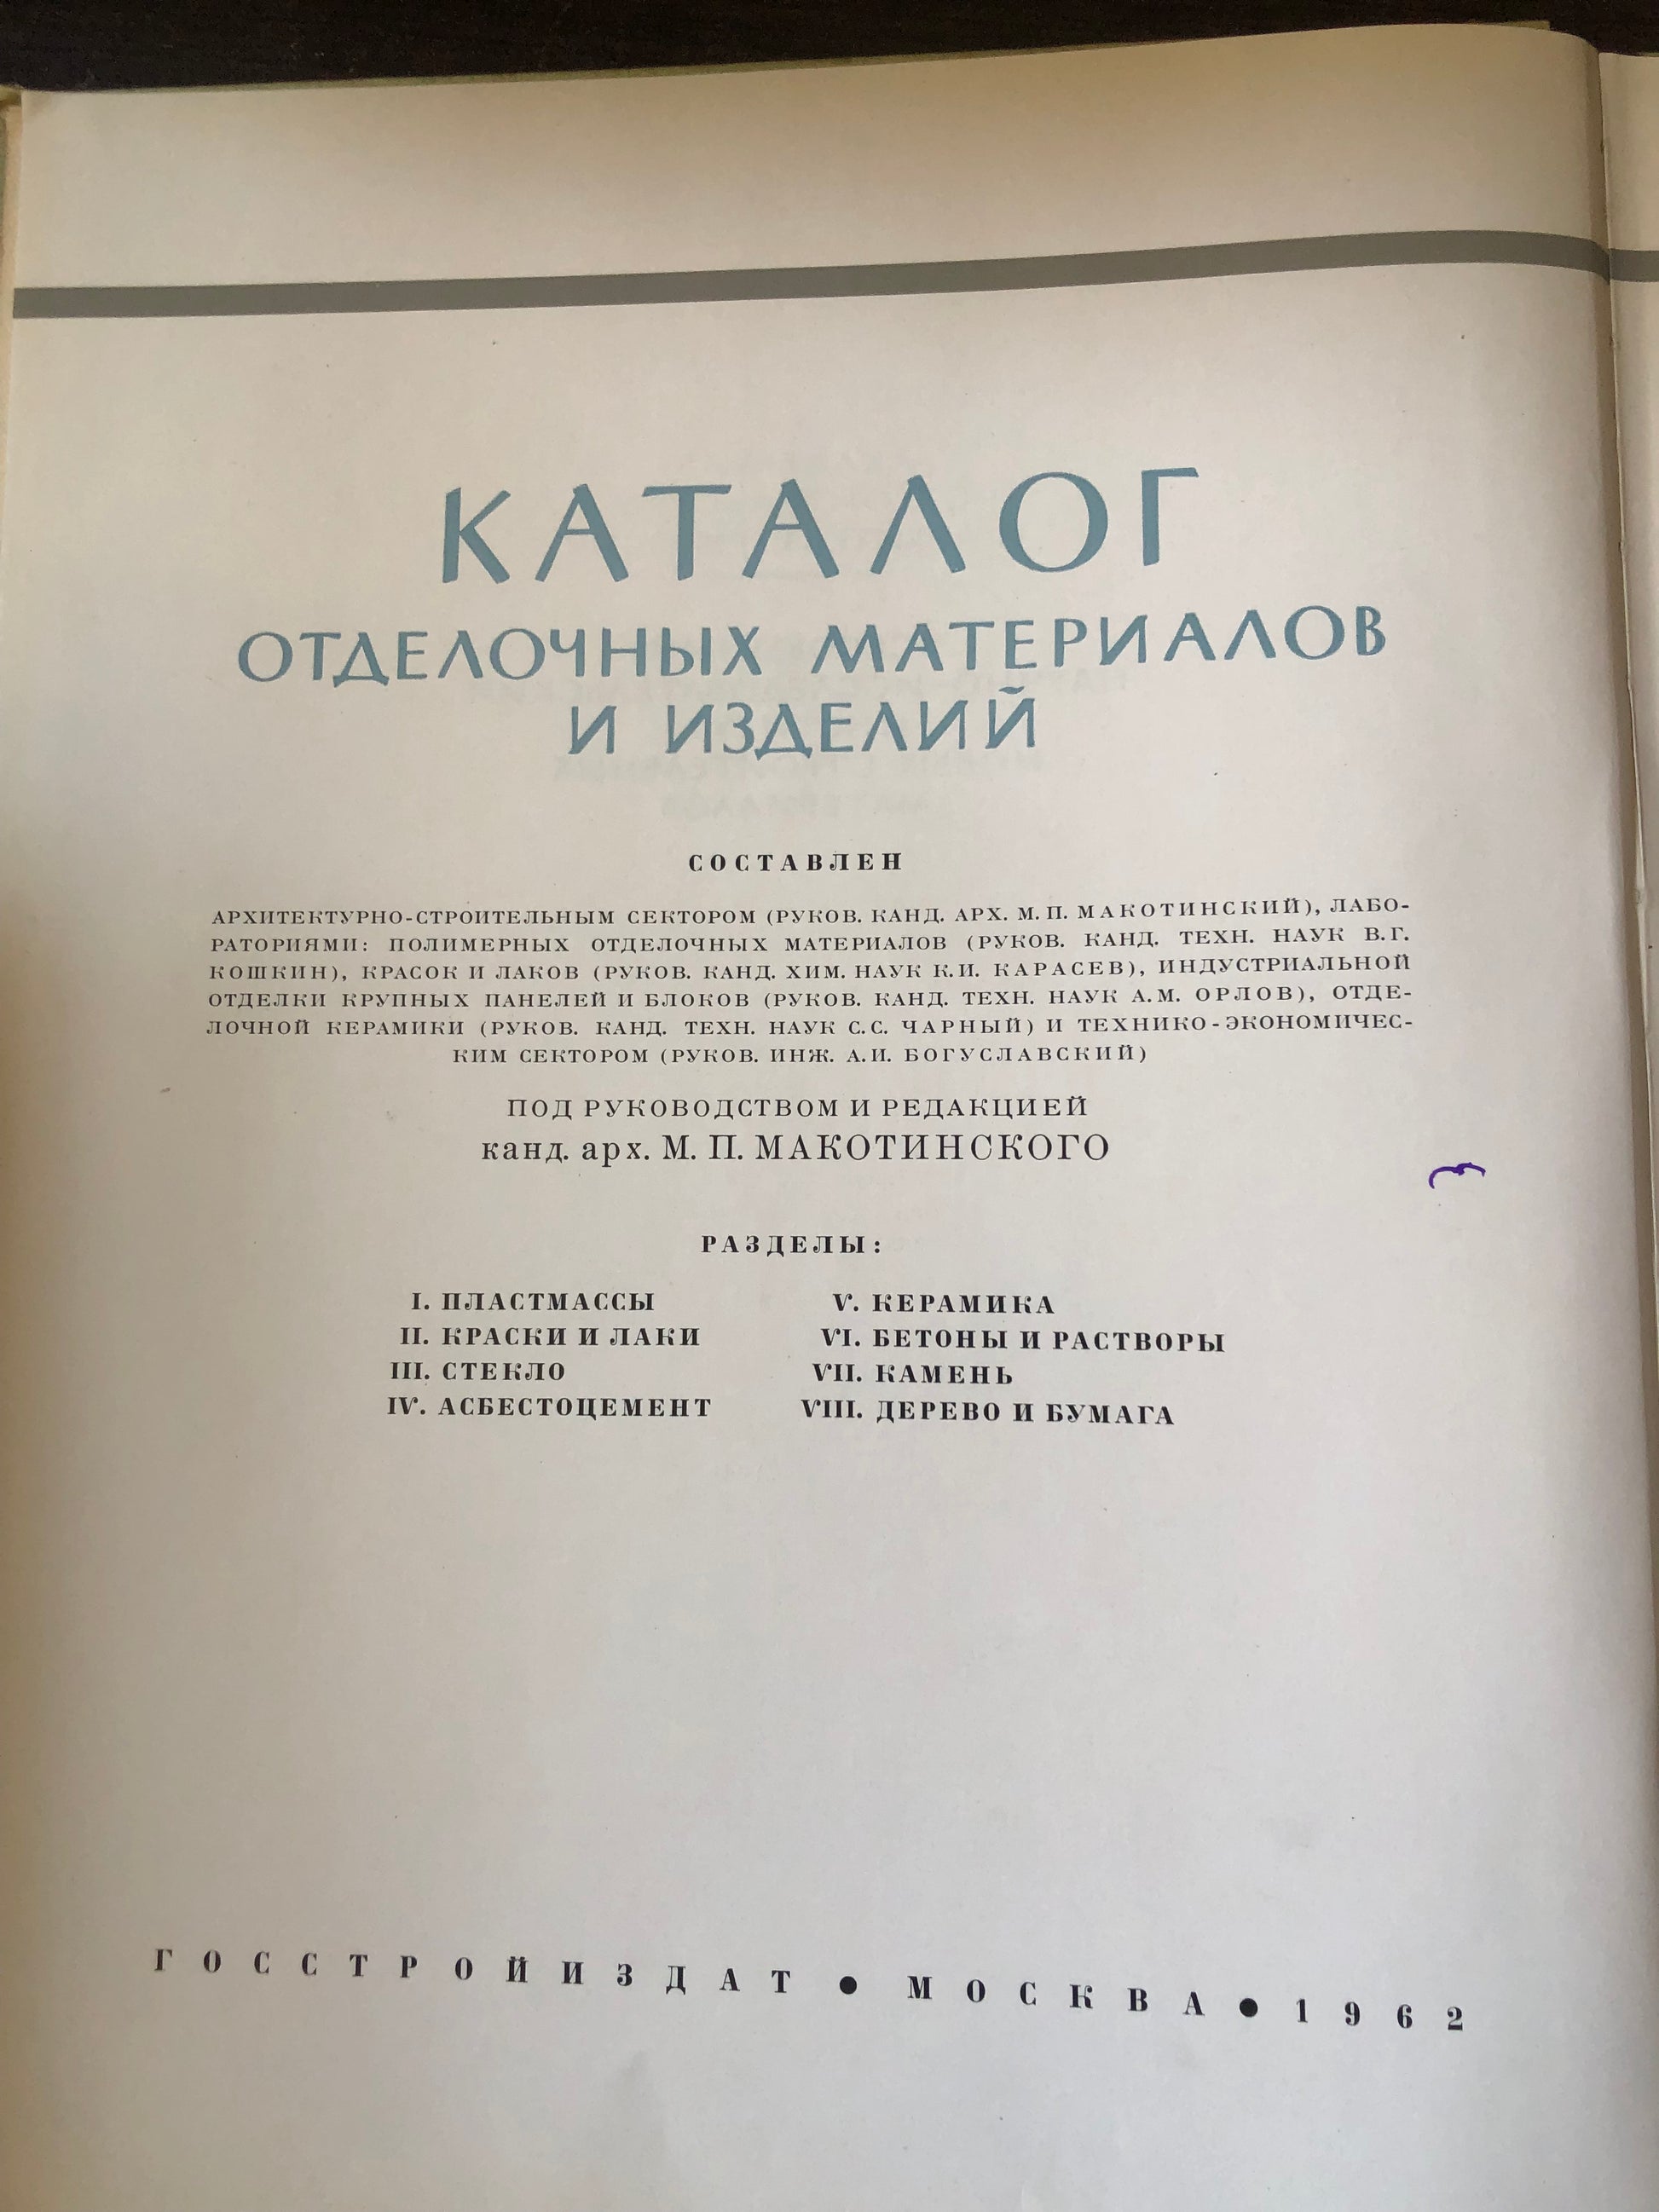 КАТАЛОГ
ОТДЕЛОЧНЫХ МАТЕРИАЛОВ
И ИЗДЕЛИЙ
СОСТАВЛЕН
АРХИТЕКТУРНО-СТРОИТЕЛЬНЫМ СЕКТОРОМ (РУКОВ. КАНД. АРХ. М. П. МАКОТИНСКИЙ), ЛАБО-
РАТОРИЯМИ: ПОЛИМЕРНЫХ ОТДЕЛОЧНЫХ МАТЕРИАЛОВ (РУКОВ. КАНД. ТЕХН. НАУК В. Г.
КОШКИН), КРАСОК И ЛАКОВ (РУКОВ. КАНД. ХИМ. НАУК К. И. КАРАСЕВ), ИНДУСТРИАЛЬНОЙ
ОТДЕЛКИ КРУПНЫХ ПАНЕЛЕЙ И БЛОКОВ (РУКОВ. КАНД. ТЕХН. НАУК А. М. ОРЛОВ), ОТДЕ-
ЛОЧНОЙ КЕРАМИКИ (РУКОВ. КАНД. ТЕХН. НАУК С. С. ЧАРНЫЙ) И ТЕХНИКО-ЭКОНОМИЧЕС-
КИМ СЕКТОРОМ (РУКОВ. ИНЖ. А. И. БОГУСЛАВСКИЙ)
ПОД РУКОВОДСТВОМ И РЕДАКЦИЕЙ
канд. арх. М. П. МАКОТИНСКОГО
РАЗДЕЛЫ:
I. ПЛАСТМАССЫ
II. КРАСКИ И ЛАКИ
III. СТЕКЛО
IV. АСБЕСТОЦЕМЕНТ
V. КЕРАМИКА
VI. БЕТОНЫ И РАСТВОРЫ
VII. КАМЕНЬ
VIII. ДЕРЕВО И БУМАГА
ГОССТРОЙИЗДАТ • МОСКВА • 1962